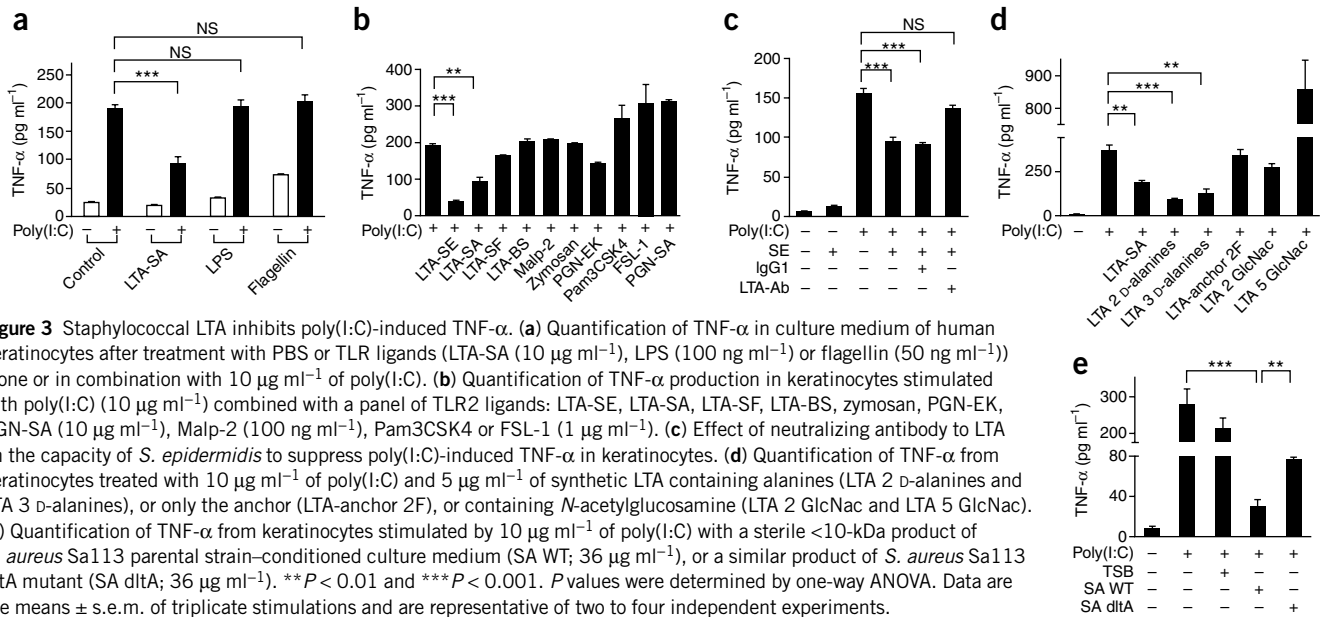 a
NS
NS
***
TNF-α (pg ml–1)
250
200
150
100
50
0
Poly(I:C) – + – + – + – +
Control
LTA-SA
LPS
Flagellin
b
**
***
TNF-α (pg ml–1)
400
300
200
100
0
Poly(I:C) + + + + + + + + + + +
LTA-SE
LTA-SA
LTA-SF
LTA-BS
Malp-2
Zymosan
PGN-EK
Pam3CSK4
FSL-1
PGN-SA
c
NS
***
***
TNF-α (pg ml–1)
200
150
100
50
0
Poly(I:C) – – + + + +
SE – + – + + +
IgG1 – – – – + –
LTA-Ab – – – – – +
d
**
***
**
TNF-α (pg ml–1)
900
800
250
0
Poly(I:C) – + + + + + + +
LTA-SA
LTA 2 D-alanines
LTA 3 D-alanines
LTA-anchor 2F
LTA 2 GlcNac
LTA 5 GlcNac
gure 3 Staphylococcal LTA inhibits poly(I:C)-induced TNF-α. (a) Quantification of TNF-α in culture medium of human
eratinocytes after treatment with PBS or TLR ligands (LTA-SA (10 µg ml–1), LPS (100 ng ml–1) or flagellin (50 ng ml–1))
one or in combination with 10 µg ml–1 of poly(I:C). (b) Quantification of TNF-α production in keratinocytes stimulated
th poly(I:C) (10 µg ml–1) combined with a panel of TLR2 ligands: LTA-SE, LTA-SA, LTA-SF, LTA-BS, zymosan, PGN-EK,
GN-SA (10 µg ml–1), Malp-2 (100 ng ml–1), Pam3CSK4 or FSL-1 (1 µg ml–1). (c) Effect of neutralizing antibody to LTA
n the capacity of S. epidermidis to suppress poly(I:C)-induced TNF-α in keratinocytes. (d) Quantification of TNF-α from
eratinocytes treated with 10 µg ml–1 of poly(I:C) and 5 µg ml–1 of synthetic LTA containing alanines (LTA 2 D-alanines and
TA 3 D-alanines), or only the anchor (LTA-anchor 2F), or containing N-acetylglucosamine (LTA 2 GlcNac and LTA 5 GlcNac).
) Quantification of TNF-α from keratinocytes stimulated by 10 µg ml–1 of poly(I:C) with a sterile <10-kDa product of
aureus Sa113 parental strain–conditioned culture medium (SA WT; 36 µg ml–1), or a similar product of S. aureus Sa113
ltA mutant (SA dltA; 36 µg ml–1). **P < 0.01 and ***P < 0.001. P values were determined by one-way ANOVA. Data are
e means ± s.e.m. of triplicate stimulations and are representative of two to four independent experiments.
e
*** **
TNF-α (pg ml–1)
300
200
80
40
0
Poly(I:C) – + + + +
TSB – – + – –
SA WT – – – + –
SA dltA – – – – +